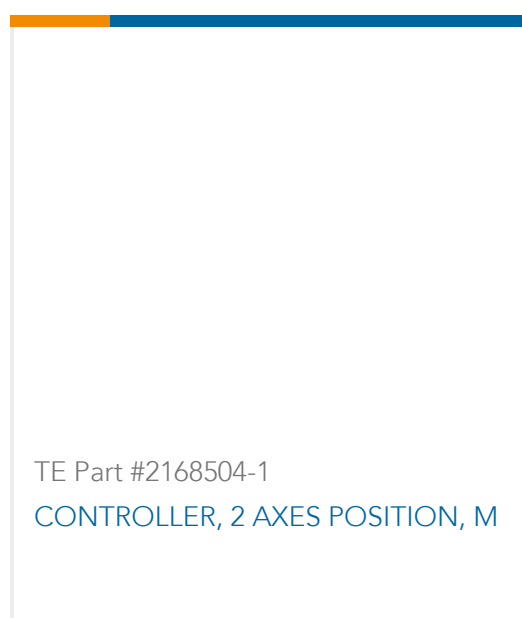 TE Part #2168504-1
CONTROLLER, 2 AXES POSITION, M